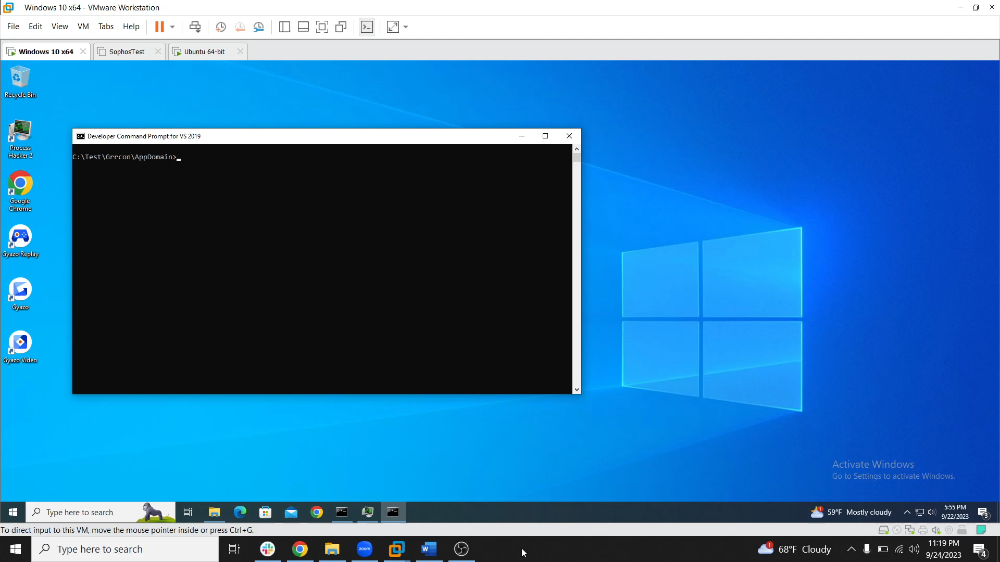 Windows 10 x64 - VMware Workstation
File Edit View VM Tabs Help
Windows 10 x64 SophosTest Ubuntu 64-bit
Recycle Bin
Process
Hacker 2
Google
Chrome
Gyazo Replay
Gyazo
Gyazo Video
Developer Command Prompt for VS 2019
C:\Test\Grrcon\AppDomain>
Activate Windows
Go to Settings to activate Windows.
Type here to search
1
59°F Mostly cloudy
5:55 PM
9/22/2023
3
To direct input to this VM, move the mouse pointer inside or press Ctrl+G.
Type here to search
zoom
W
1
68°F Cloudy
11:19 PM
9/24/2023
4